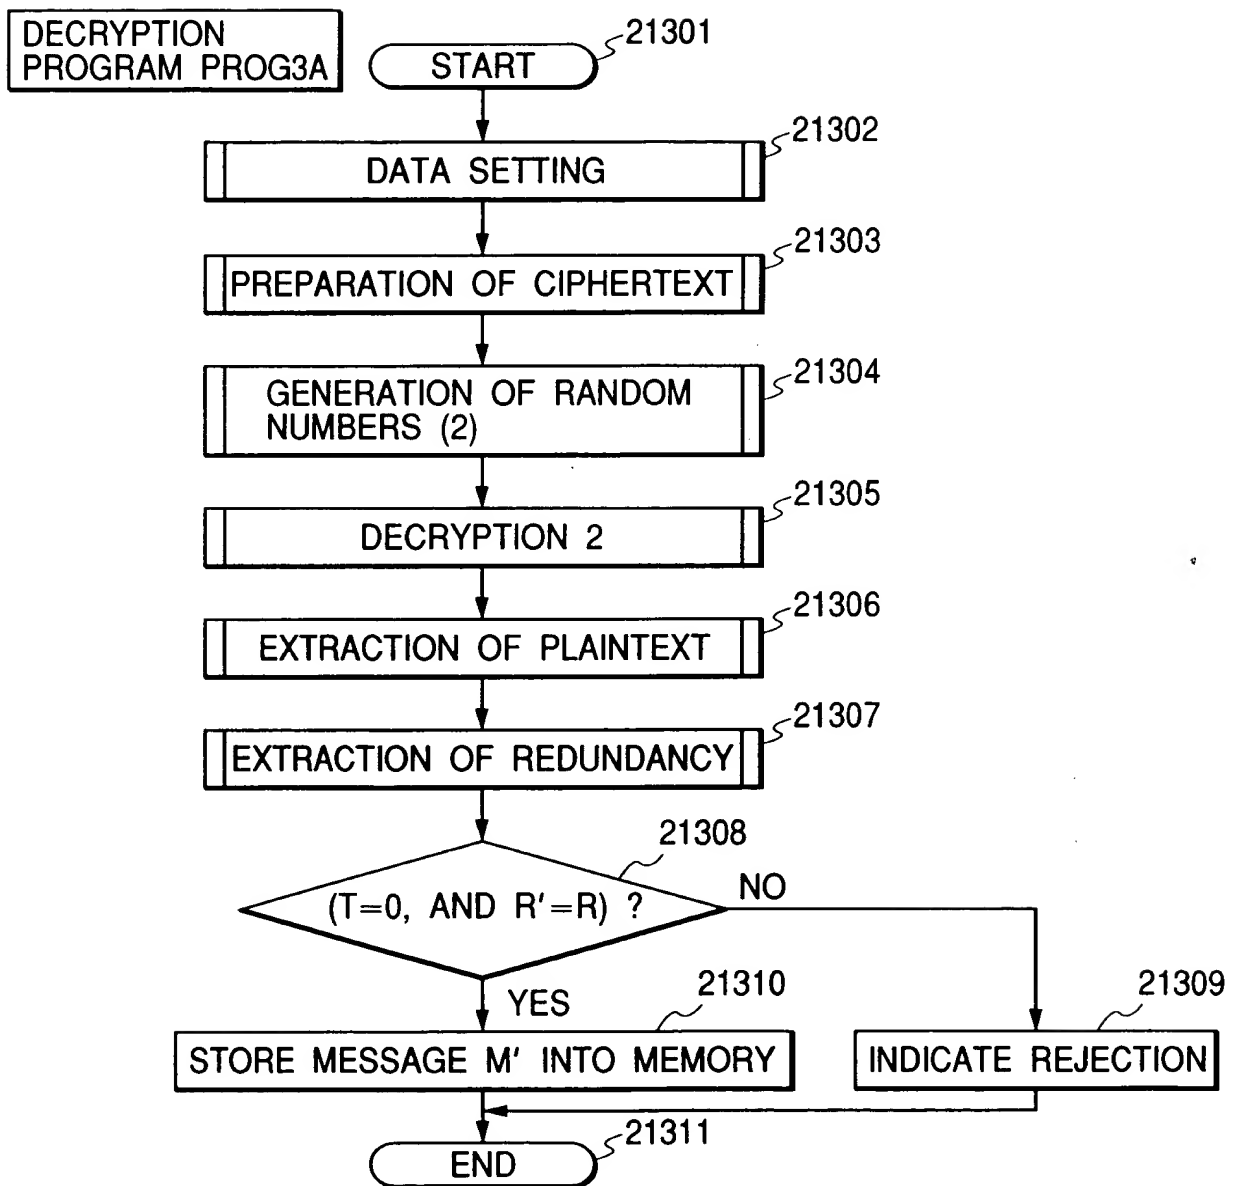 DECRYPTION
PROGRAM PROG3A
START
21301
DATA SETTING
21302
PREPARATION OF CIPHERTEXT
21303
GENERATION OF RANDOM
NUMBERS (2)
21304
DECRYPTION 2
21305
EXTRACTION OF PLAINTEXT
21306
EXTRACTION OF REDUNDANCY
21307
21308
(T=0, AND R'=R) ?
NO
YES
21310
21309
STORE MESSAGE M' INTO MEMORY
INDICATE REJECTION
21311
END